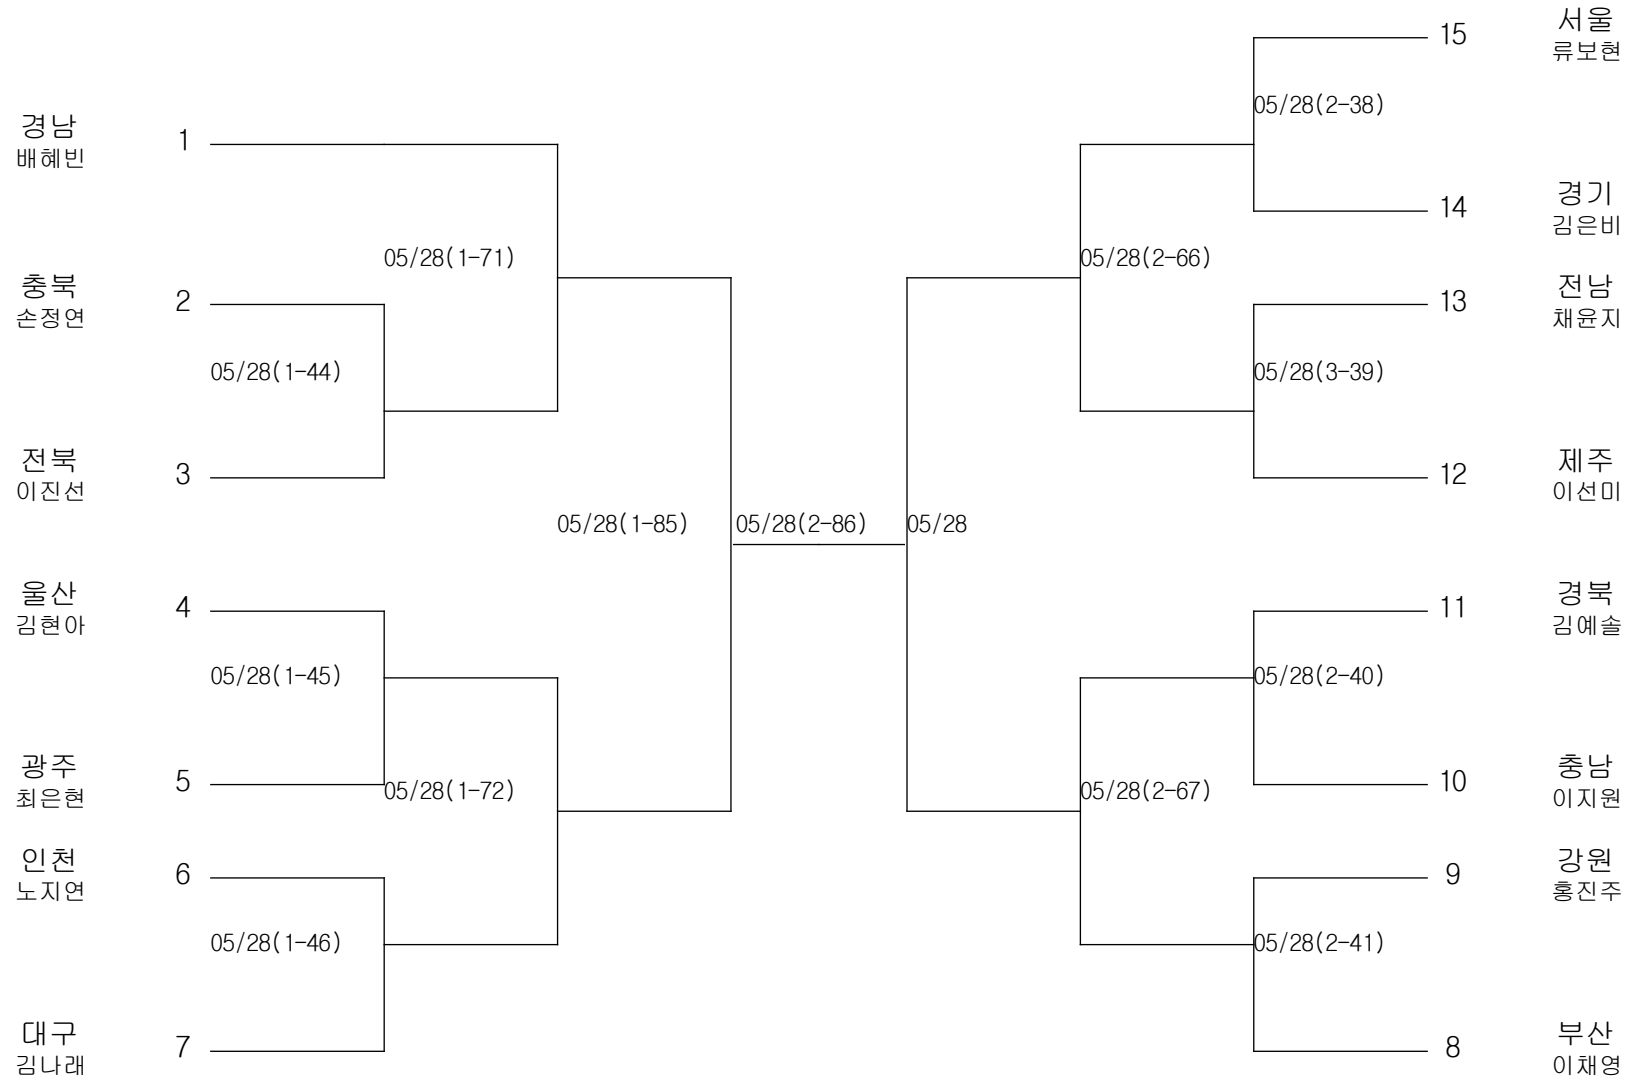 경남
배혜빈
1
05/28(1-71)
충북
손정연
2
05/28(1-44)
전북
이진선
3
05/28(1-85)
울산
김현아
4
05/28(1-45)
광주
최은현
5
05/28(1-72)
인천
노지연
6
05/28(1-46)
대구
김나래
7
05/28(2-86)
05/28
15
서울
류보현
05/28(2-38)
14
경기
김은비
05/28(2-66)
13
전남
채윤지
05/28(3-39)
12
제주
이선미
11
경북
김예솔
05/28(2-40)
10
충남
이지원
05/28(2-67)
9
강원
홍진주
05/28(2-41)
8
부산
이채영